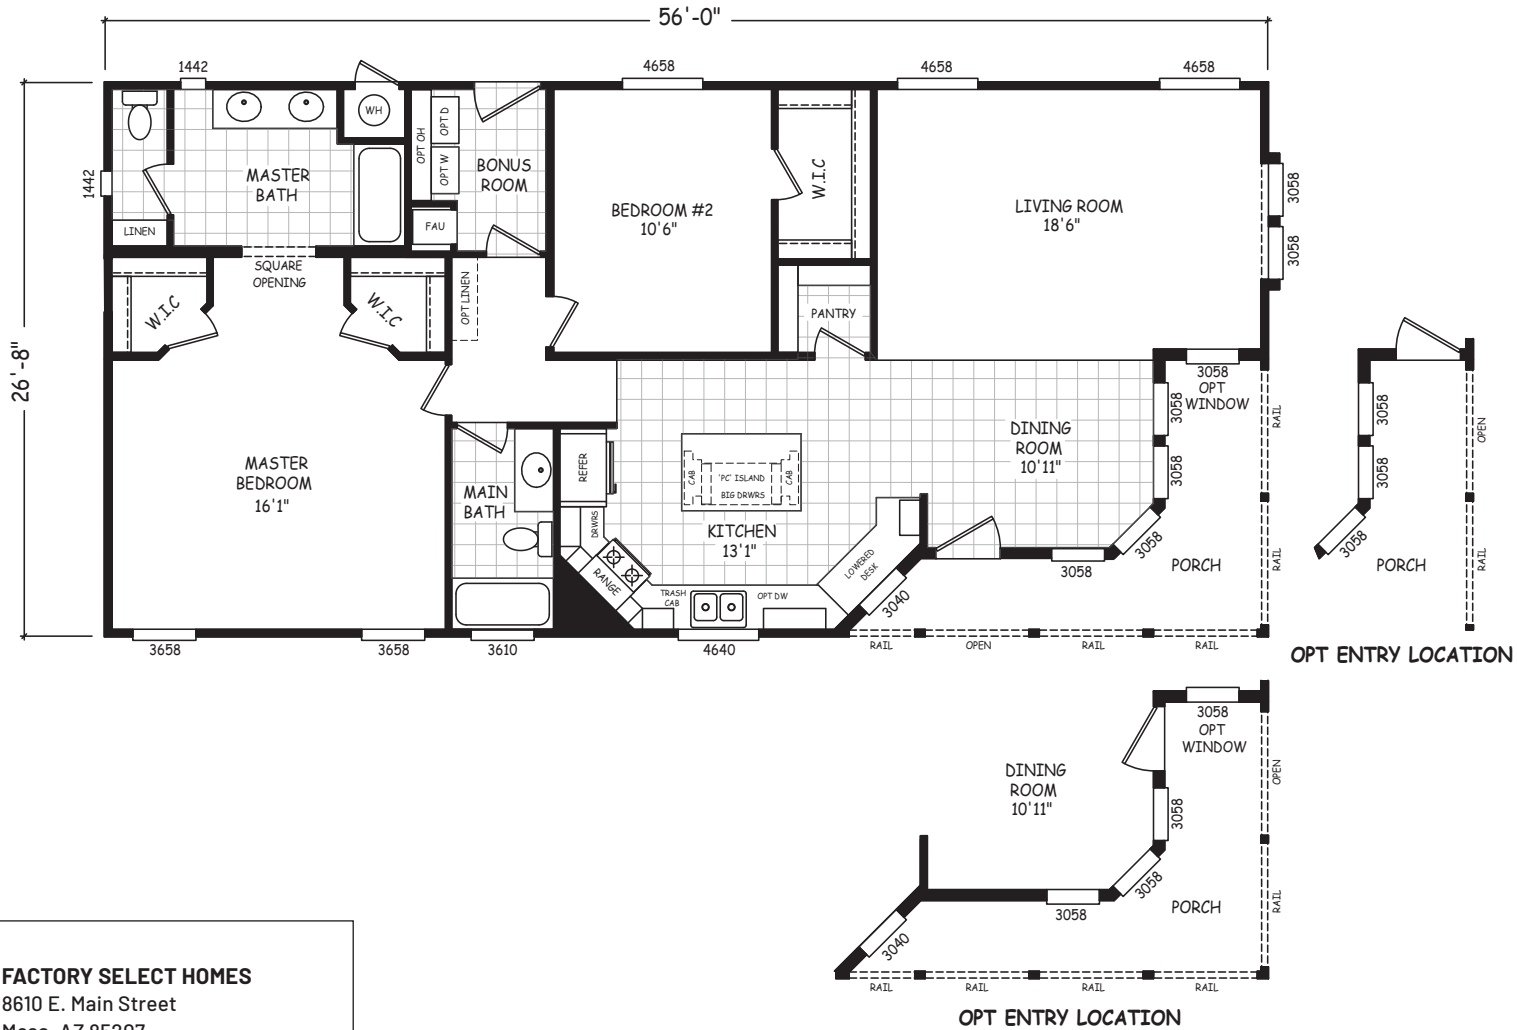 56'-0"
1442
4658
4658
4658
WH
OPT D
OPT OH
OPT W
BONUS
ROOM
MASTER
BATH
1442
LINEN
FAU
BEDROOM #2
10'6"
W.I.C
LIVING ROOM
18'6"
3058
3058
SQUARE
OPENING
W.I.C
W.I.C
OPT LINEN
PANTRY
26'-8"
3058
OPT
WINDOW
RAIL
3058
3058
OPEN
3058
3058
MASTER
BEDROOM
16'1"
MAIN
BATH
REFER
CAB
'PC' ISLAND
BIG DRWRS
CAB
DINING
ROOM
10'11"
KITCHEN
13'1"
DRWRS
RANGE
TRASH
CAB
OPT DW
LOWERED
DESK
3040
3058
3058
PORCH
RAIL
3058
PORCH
RAIL
3658
3658
3610
4640
RAIL
OPEN
RAIL
RAIL
OPT ENTRY LOCATION
3058
OPT
WINDOW
OPEN
DINING
ROOM
10'11"
3058
3058
3058
PORCH
RAIL
3040
RAIL
RAIL
RAIL
RAIL
OPT ENTRY LOCATION
FACTORY SELECT HOMES
8610 E. Main Street
Mesa, AZ 85207